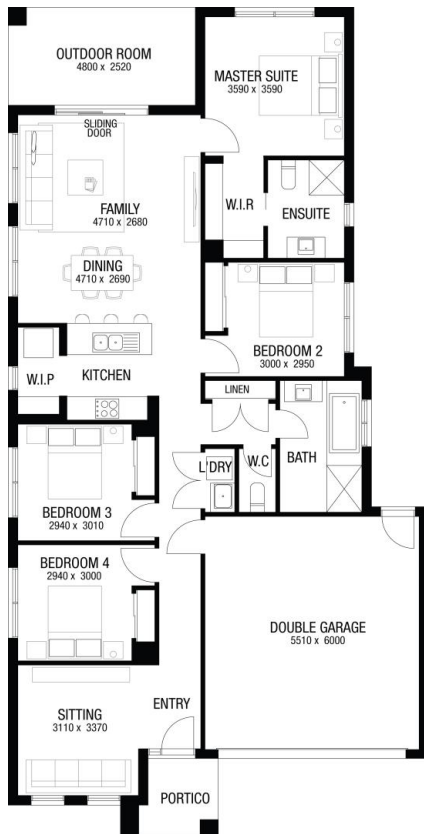 OUTDOOR ROOM
4800 x 2520
MASTER SUITE
3590 x 3590
SLIDING
DOOR
FAMILY
4710 x 2680
W.I.R
ENSUITE
DINING
4710 x 2690
BEDROOM 2
3000 x 2950
W.I.P
KITCHEN
LINEN
L'DRY
W.C
BATH
BEDROOM 3
2940 x 3010
BEDROOM 4
2940 x 3000
DOUBLE GARAGE
5510 x 6000
SITTING
3110 x 3370
ENTRY
PORTICO